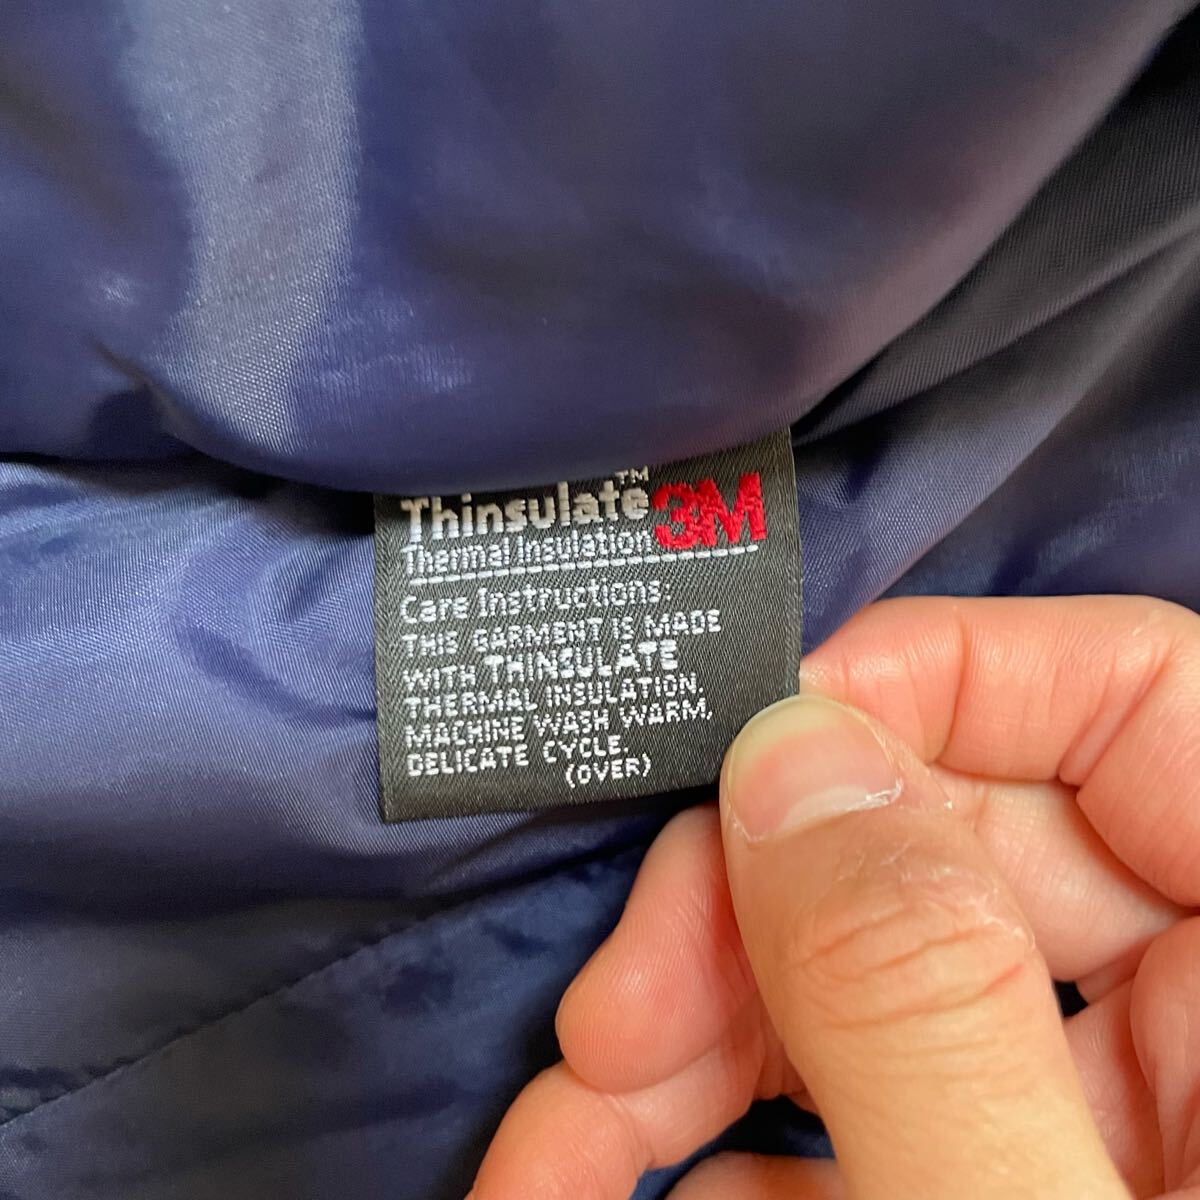 Thinsulate™ 3M
Thermal Insulation
Care Instructions:
THIS GARMENT IS MADE
WITH THINSULATE
THERMAL INSULATION.
MACHINE WASH WARM,
DELICATE CYCLE.
(OVER)